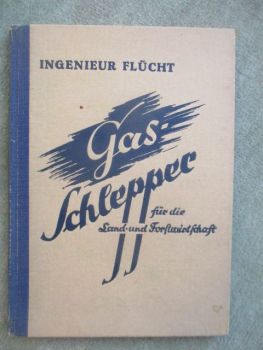 INGENIEUR FLÜCHT
Gas-
Schlepper
für die
Land- und Forstwirtschaft